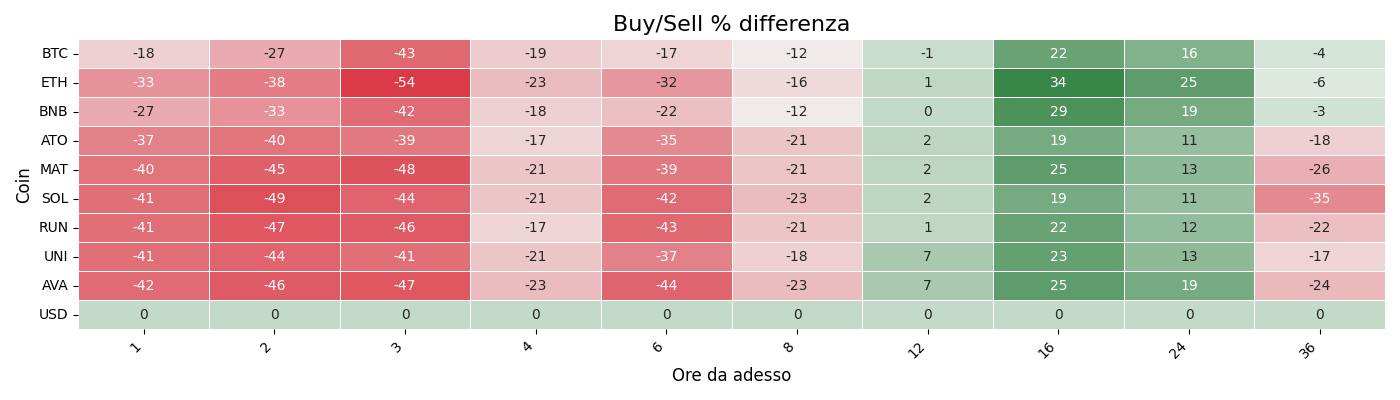 Buy/Sell % differenza
BTC -18 -27 -43 -19 -17 -12 -1 22 16 -4
ETH -33 -38 -54 -23 -32 -16 1 34 25 -6
BNB -27 -33 -42 -18 -22 -12 0 29 19 -3
ATO -37 -40 -39 -17 -35 -21 2 19 11 -18
MAT -40 -45 -48 -21 -39 -21 2 25 13 -26
SOL -41 -49 -44 -21 -42 -23 2 19 11 -35
RUN -41 -47 -46 -17 -43 -21 1 22 12 -22
UNI -41 -44 -41 -21 -37 -18 7 23 13 -17
AVA -42 -46 -47 -23 -44 -23 7 25 19 -24
USD 0 0 0 0 0 0 0 0 0 0
Coin
1 2 3 4 6 8 12 16 24 36
Ore da adesso